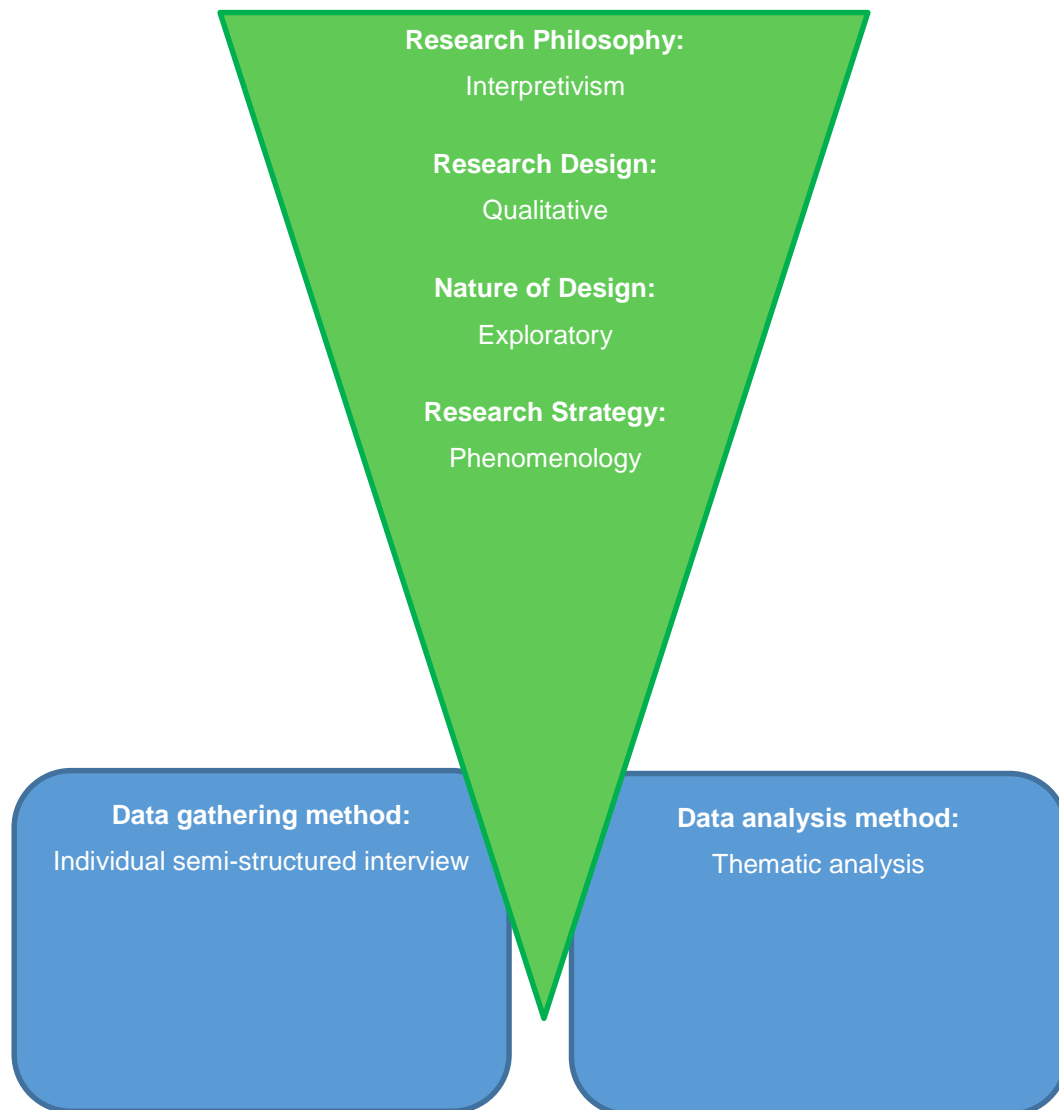 Research Philosophy:
Interpretivism
Research Design:
Qualitative
Nature of Design:
Exploratory
Research Strategy:
Phenomenology
Data gathering method:
Individual semi-structured interview
Data analysis method:
Thematic analysis